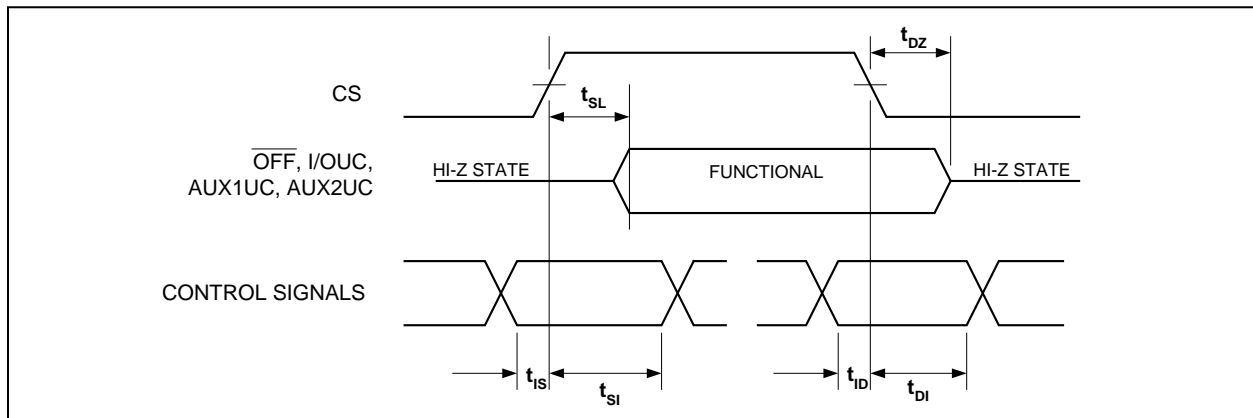 t_DZ
CS
t_SL
OFF, I/OUC,
AUX1UC, AUX2UC
HI-Z STATE
FUNCTIONAL
HI-Z STATE
CONTROL SIGNALS
t_IS
t_SI
t_ID
t_DI